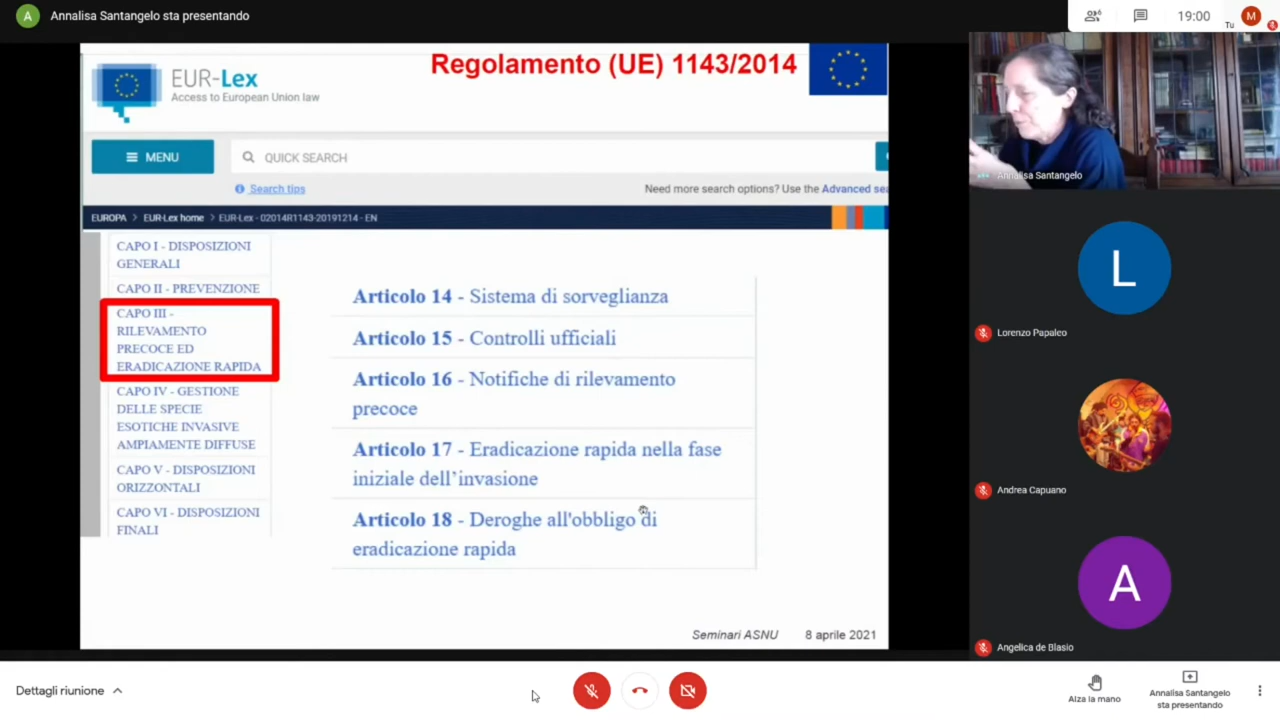 A
Annalisa Santangelo sta presentando
19:00
Tu
M
EUR-Lex
Access to European Union law
Regolamento (UE) 1143/2014
MENU
QUICK SEARCH
Search tips
Need more search options? Use the Advanced sea
EUROPA > EUR-Lex home > EUR-Lex - 02014R1143-20191214 - EN
CAPO I - DISPOSIZIONI
GENERALI
CAPO II - PREVENZIONE
CAPO III -
RILEVAMENTO
PRECOCE ED
ERADICAZIONE RAPIDA
CAPO IV - GESTIONE
DELLE SPECIE
ESOTICHE INVASIVE
AMPIAMENTE DIFFUSE
CAPO V - DISPOSIZIONI
ORIZZONTALI
CAPO VI - DISPOSIZIONI
FINALI
Articolo 14 - Sistema di sorveglianza
Articolo 15 - Controlli ufficiali
Articolo 16 - Notifiche di rilevamento
precoce
Articolo 17 - Eradicazione rapida nella fase
iniziale dell'invasione
Articolo 18 - Deroghe all'obbligo di
eradicazione rapida
Seminari ASNU 8 aprile 2021
Annalisa Santangelo
L
Lorenzo Papaleo
Andrea Capuano
A
Angelica de Blasio
Dettagli riunione
Alza la mano
Annalisa Santangelo
sta presentando